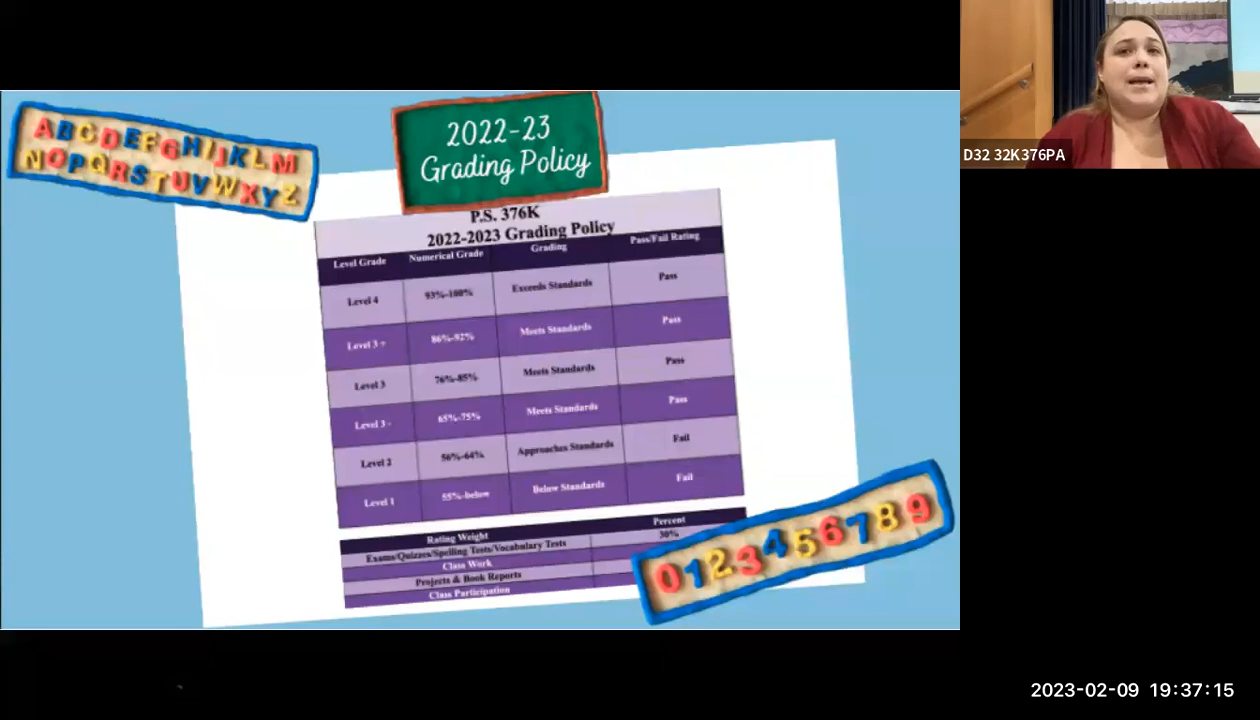 ABCDEFGHIJKLM
NOPQRSTUVWXYZ
2022-23
Grading Policy
P.S. 376K
2022-2023 Grading Policy
Level Grade Numerical Grade Grading Pass/Fail Rating
Level 4 93%-100% Exceeds Standards Pass
Level 3 + 86%-92% Meets Standards Pass
Level 3 76%-85% Meets Standards Pass
Level 3 - 65%-75% Meets Standards Pass
Level 2 56%-64% Approaches Standards Fail
Level 1 55%-below Below Standards Fail
Rating Weight Percent
Exams/Quizzes/Spelling Tests/Vocabulary Tests 30%
Class Work
Projects & Book Reports
Class Participation
0123456789
D32 32K376PA
2023-02-09 19:37:15